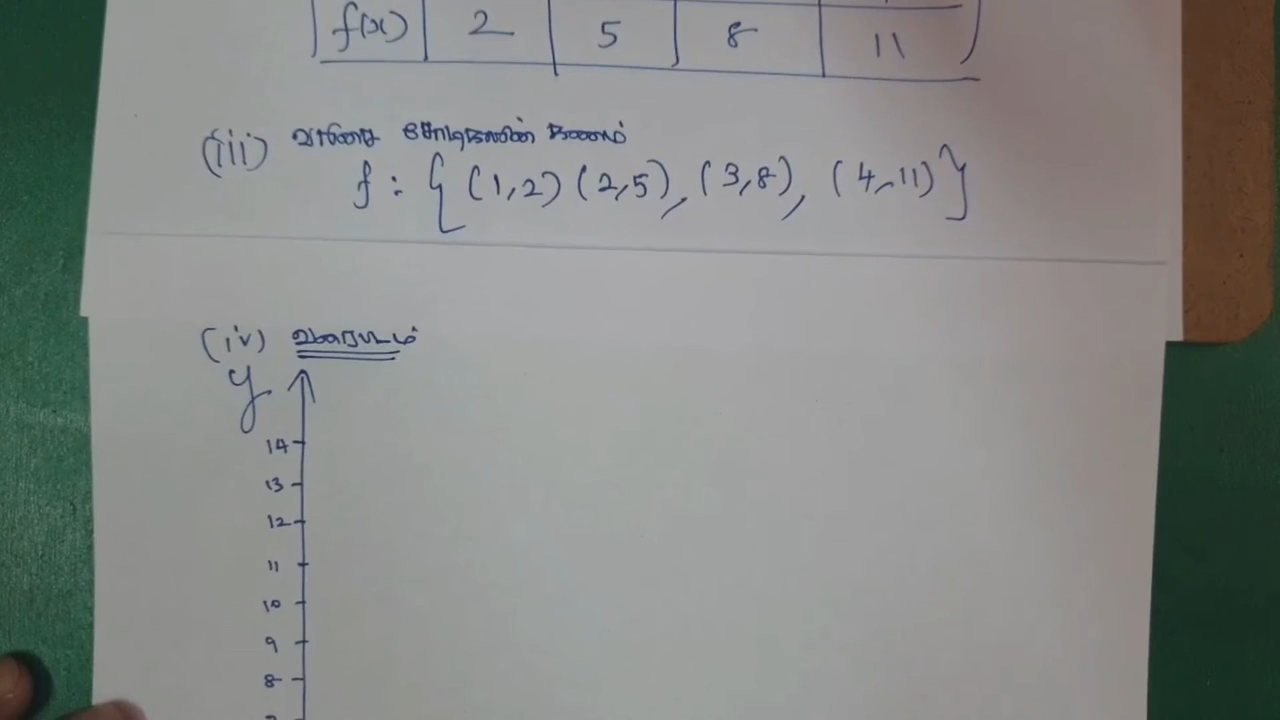 f(x) 2 5 8 11
(iii) வரிசை சோடிகளின் கணம்
f : { (1,2) (2,5), (3,8), (4,11) }
(iv) வரைபடம்
y
14
13
12
11
10
9
8